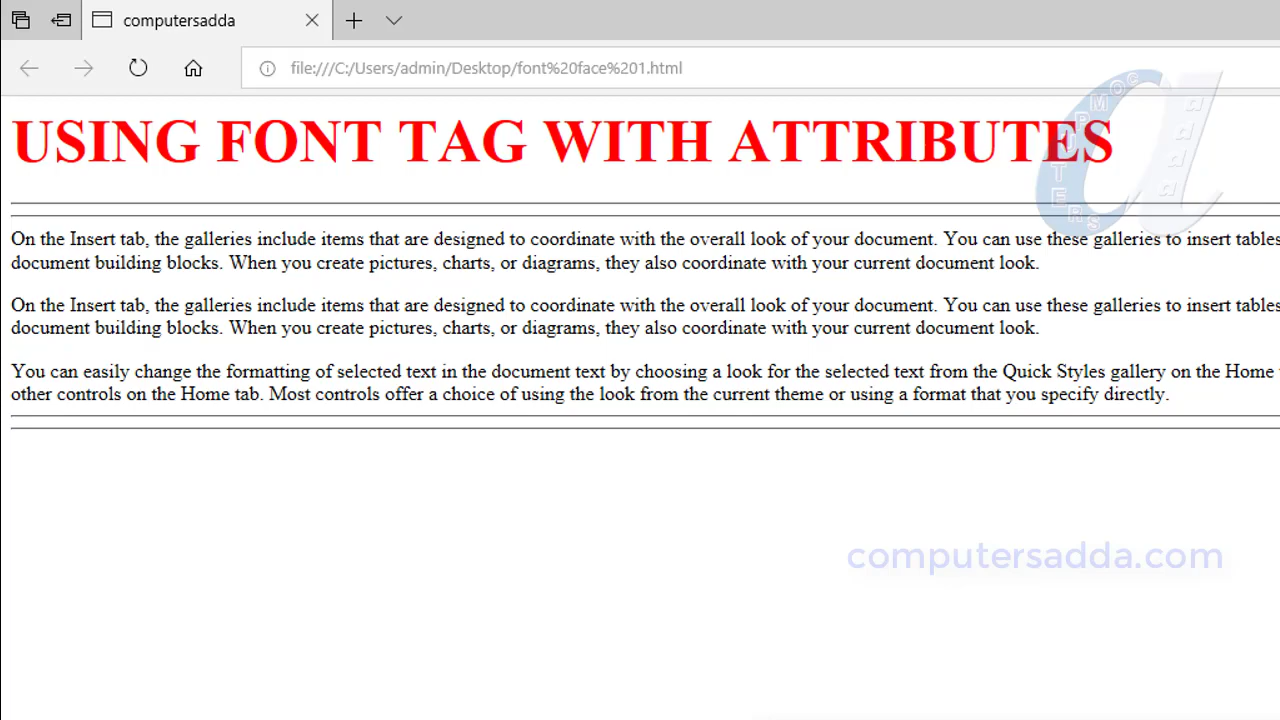 computersadda
file:///C:/Users/admin/Desktop/font%20face%201.html
USING FONT TAG WITH ATTRIBUTES
COMPUTERS
adda
On the Insert tab, the galleries include items that are designed to coordinate with the overall look of your document. You can use these galleries to insert tables
document building blocks. When you create pictures, charts, or diagrams, they also coordinate with your current document look.
On the Insert tab, the galleries include items that are designed to coordinate with the overall look of your document. You can use these galleries to insert tables
document building blocks. When you create pictures, charts, or diagrams, they also coordinate with your current document look.
You can easily change the formatting of selected text in the document text by choosing a look for the selected text from the Quick Styles gallery on the Home
other controls on the Home tab. Most controls offer a choice of using the look from the current theme or using a format that you specify directly.
computersadda.com